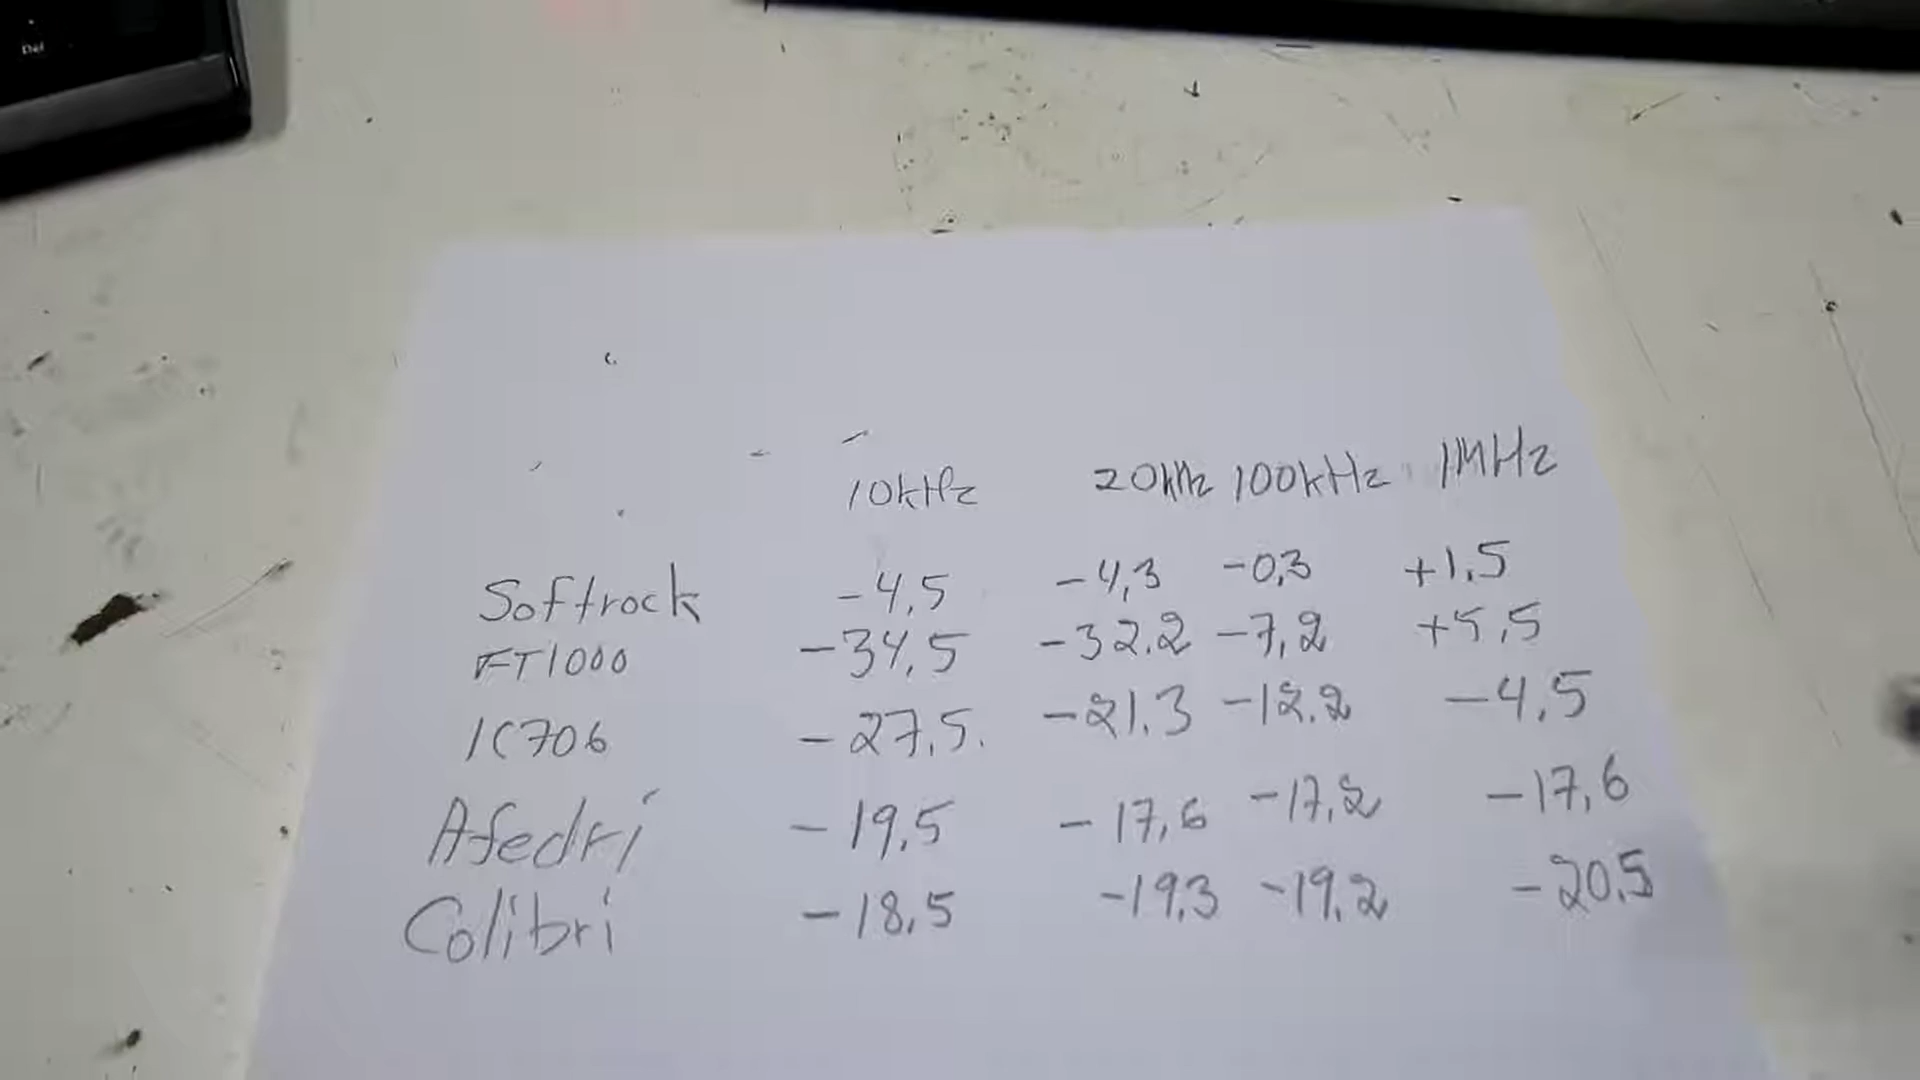 Del
10kHz 20kHz 100kHz 1MHz
Softrock -4,5 -4,3 -0,3 +1,5
FT1000 -34,5 -32,2 -7,2 +5,5
IC706 -27,5. -21,3 -12,2 -4,5
Afedri -19,5 -17,6 -17,2 -17,6
Colibri -18,5 -19,3 -19,2 -20,5